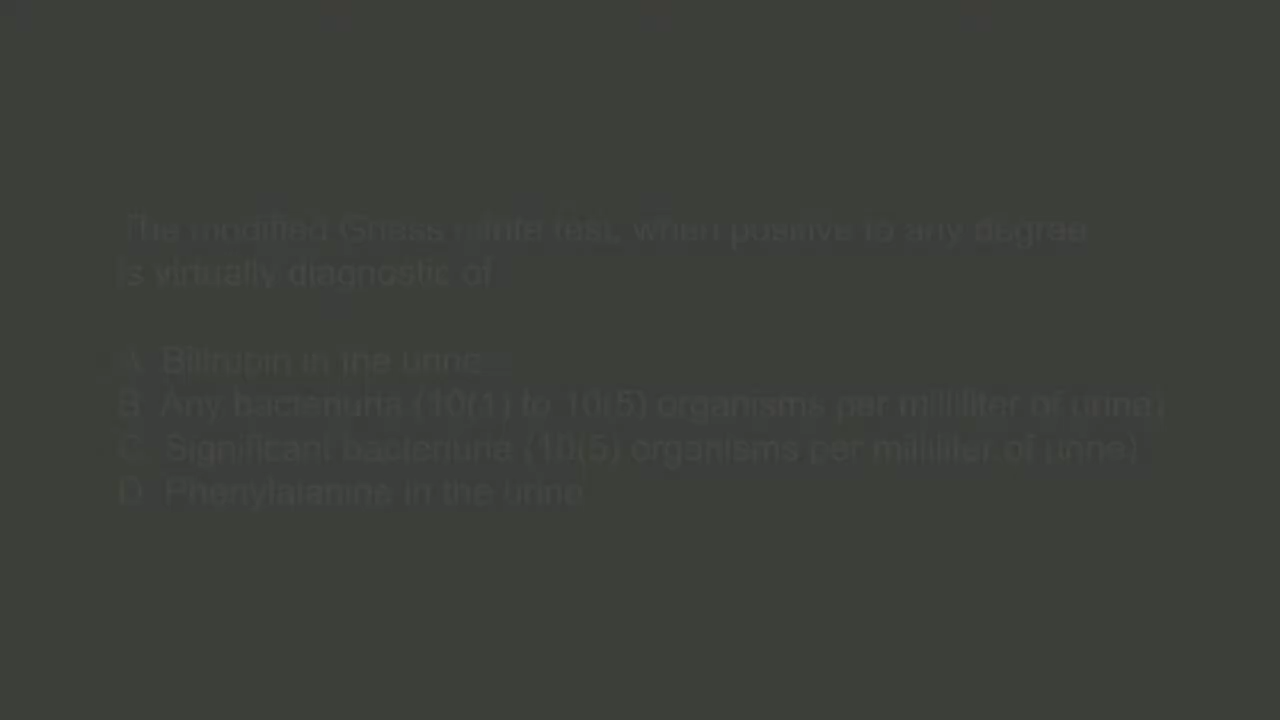 The modified Griess nitrite test, when positive to any degree
is virtually diagnostic of
A. Bilirubin in the urine
B. Any bacteriuria (10(1) to 10(5) organisms per milliliter of urine)
C. Significant bacteriuria (10(5) organisms per milliliter of urine)
D. Phenylalanine in the urine